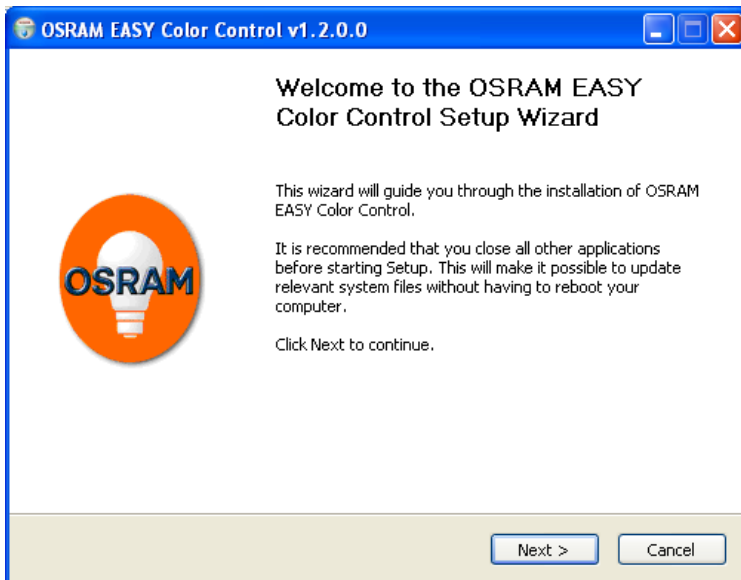 OSRAM EASY Color Control v1.2.0.0
Welcome to the OSRAM EASY
Color Control Setup Wizard
This wizard will guide you through the installation of OSRAM
EASY Color Control.
It is recommended that you close all other applications
before starting Setup. This will make it possible to update
relevant system files without having to reboot your
computer.
Click Next to continue.
OSRAM
Next >
Cancel